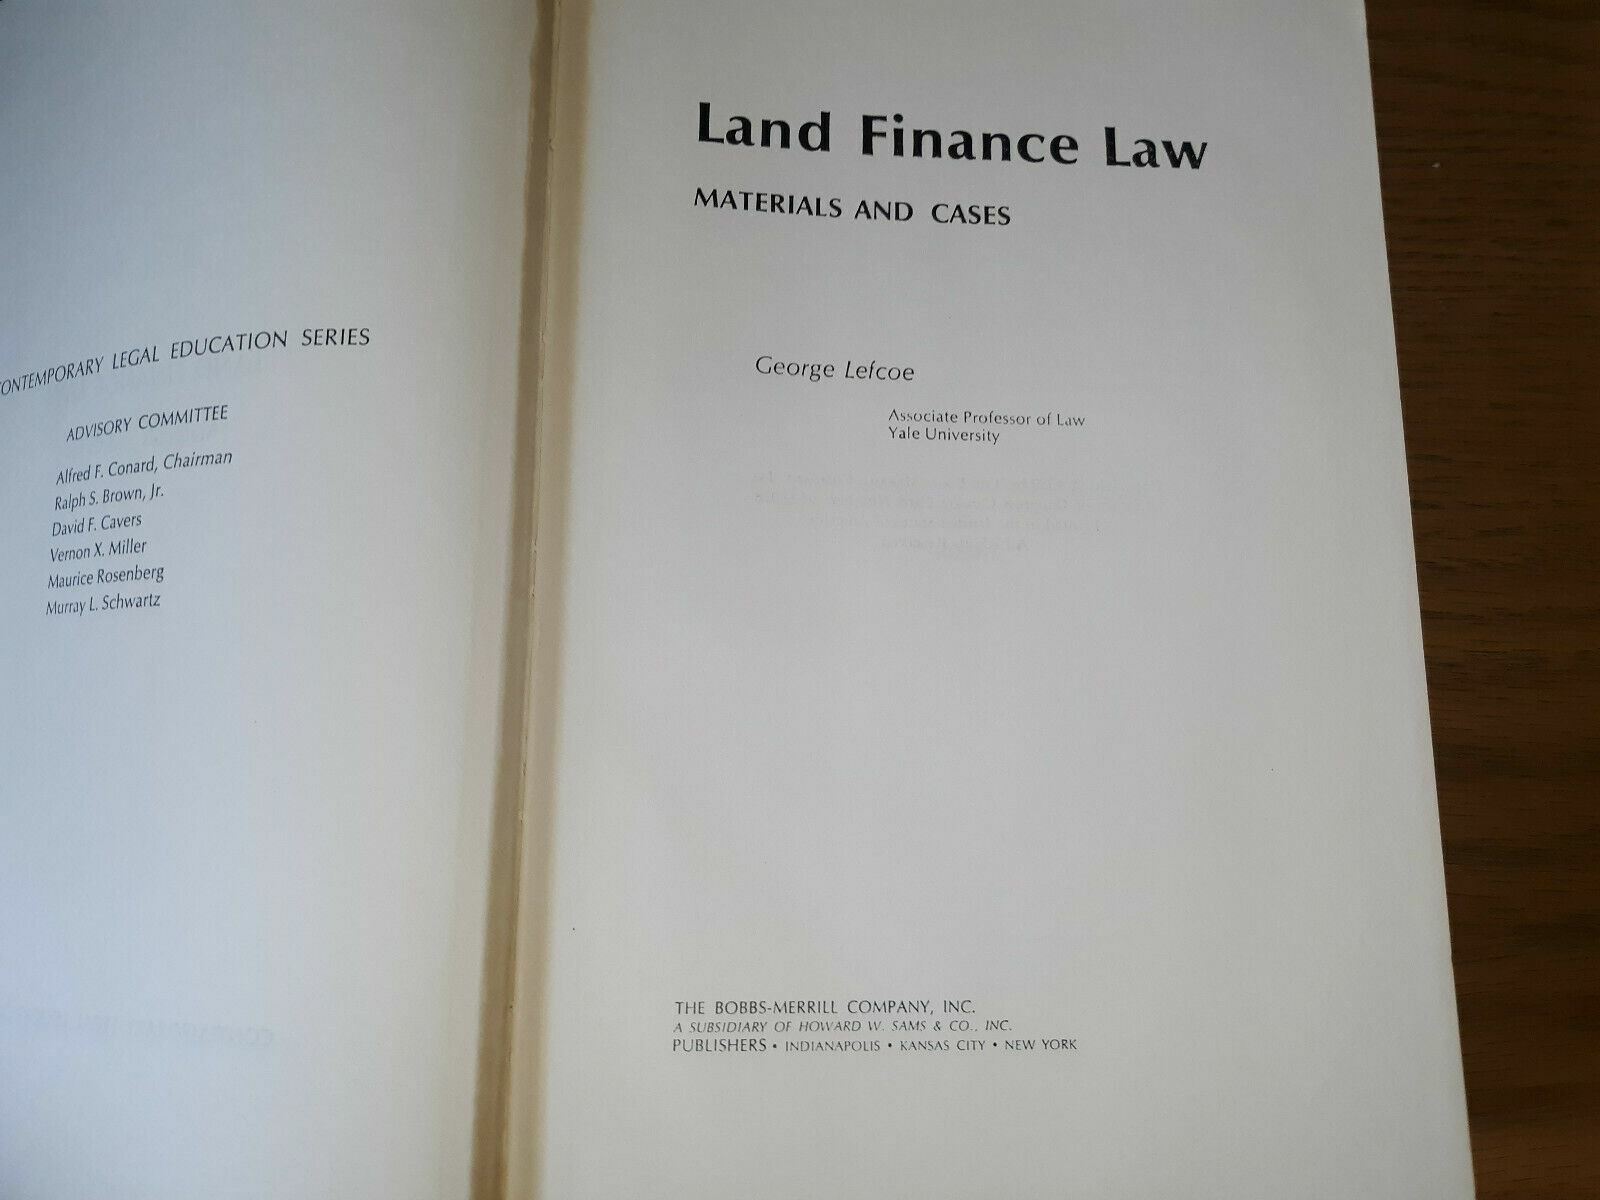 CONTEMPORARY LEGAL EDUCATION SERIES
ADVISORY COMMITTEE
Alfred F. Conard, Chairman
Ralph S. Brown, Jr.
David F. Cavers
Vernon X. Miller
Maurice Rosenberg
Murray L. Schwartz
Land Finance Law
MATERIALS AND CASES
George Lefcoe
Associate Professor of Law
Yale University
THE BOBBS-MERRILL COMPANY, INC.
A SUBSIDIARY OF HOWARD W. SAMS & CO., INC.
PUBLISHERS • INDIANAPOLIS • KANSAS CITY • NEW YORK